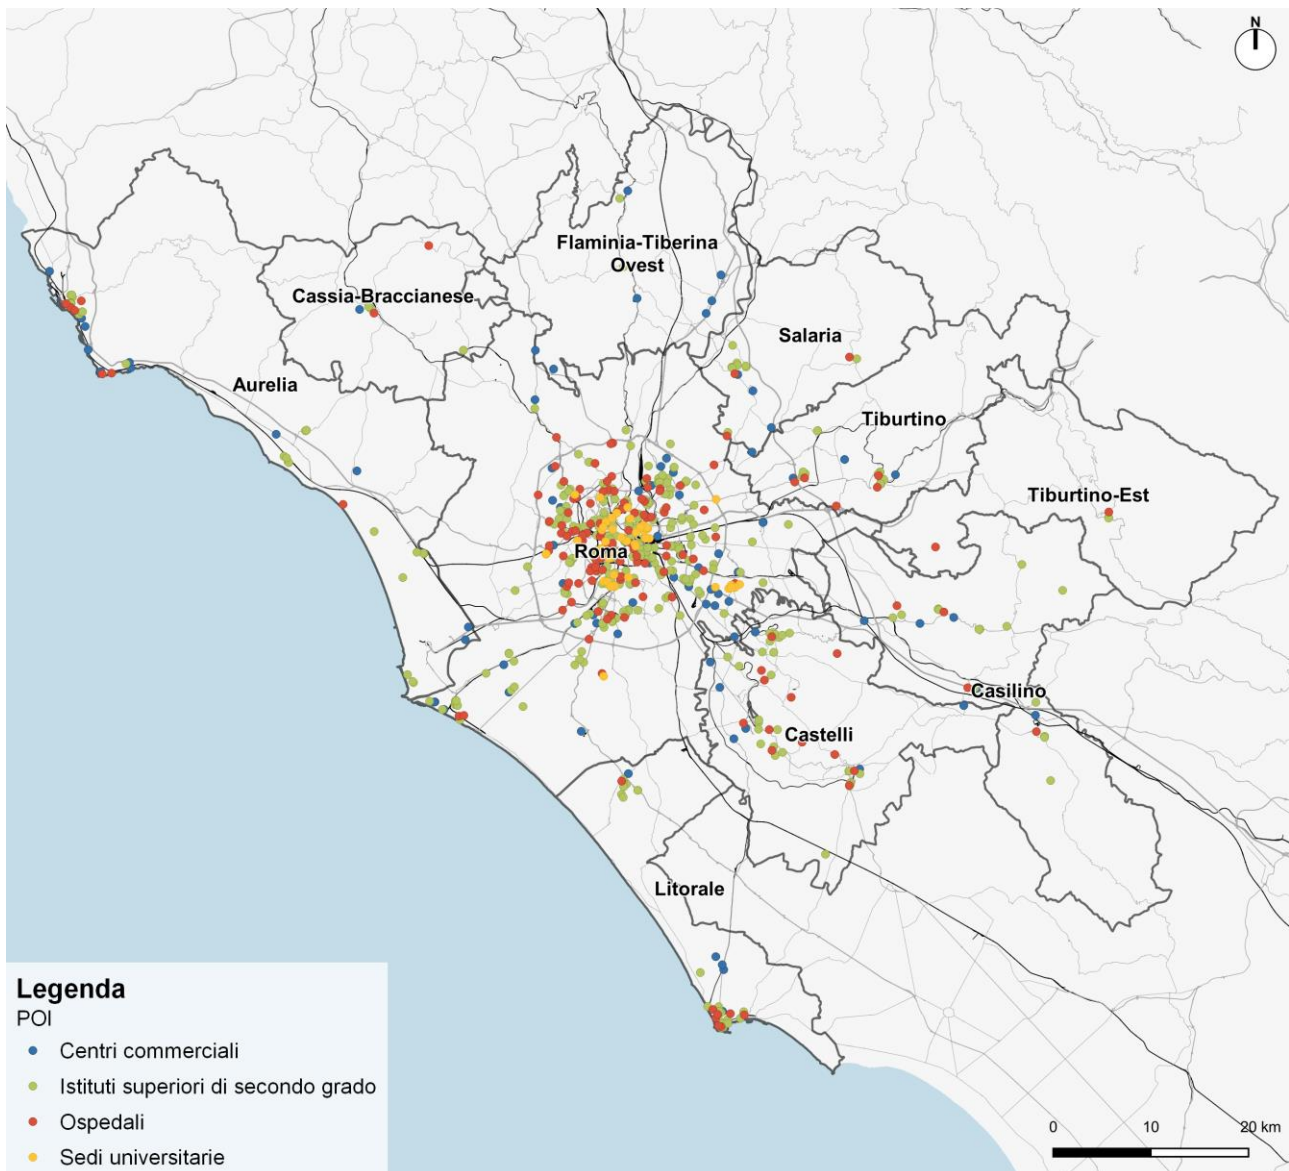 N
Flaminia-Tiberina
Ovest
Cassia-Braccianese
Salaria
Aurelia
Tiburtino
Tiburtino-Est
Roma
Casilino
Castelli
Litorale
Legenda
POI
Centri commerciali
Istituti superiori di secondo grado
Ospedali
Sedi universitarie
0 10 20 km